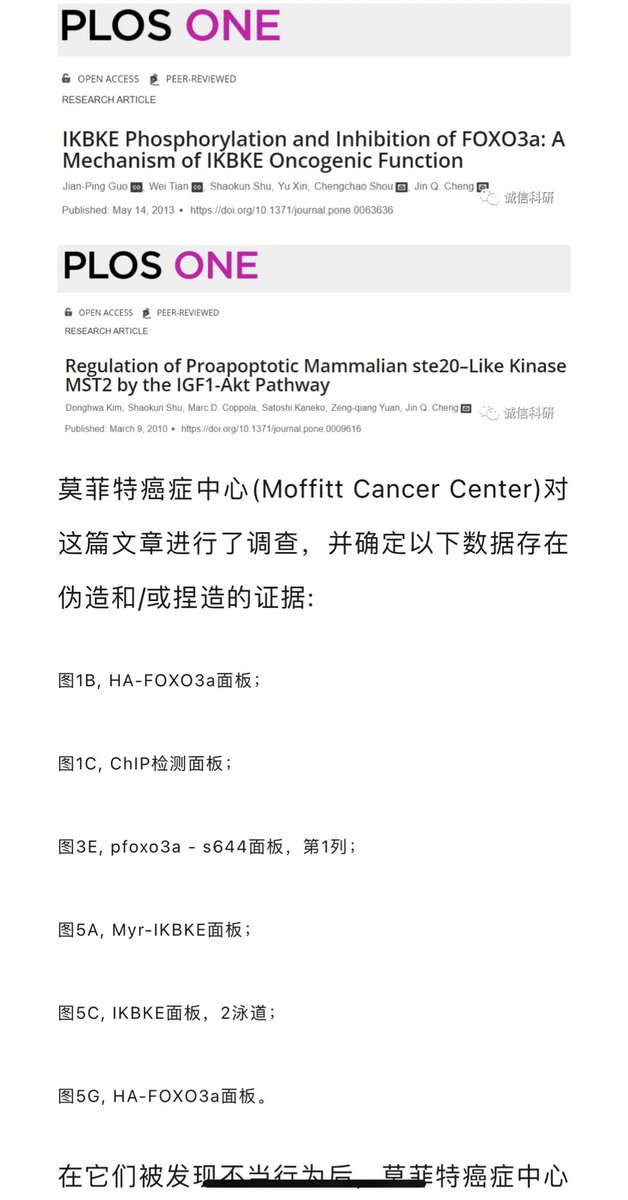 PLOS ONE
OPEN ACCESS PEER-REVIEWED
RESEARCH ARTICLE
IKBKE Phosphorylation and Inhibition of FOXO3a: A
Mechanism of IKBKE Oncogenic Function
Jian-Ping Guo, Wei Tian, Shaokun Shu, Yu Xin, Chengchao Shou, Jin Q. Cheng
诚信科研
Published: May 14, 2013 • https://doi.org/10.1371/journal.pone.0063636
PLOS ONE
OPEN ACCESS PEER-REVIEWED
RESEARCH ARTICLE
Regulation of Proapoptotic Mammalian ste20–Like Kinase
MST2 by the IGF1-Akt Pathway
Donghwa Kim, Shaokun Shu, Marc D. Coppola, Satoshi Kaneko, Zeng-qiang Yuan, Jin Q. Cheng
诚信科研
Published: March 9, 2010 • https://doi.org/10.1371/journal.pone.0009616
莫菲特癌症中心(Moffitt Cancer Center)对
这篇文章进行了调查，并确定以下数据存在
伪造和/或捏造的证据:
图1B, HA-FOXO3a面板；
图1C, ChIP检测面板；
图3E, pfoxo3a - s644面板，第1列；
图5A, Myr-IKBKE面板；
图5C, IKBKE面板，2泳道；
图5G, HA-FOXO3a面板。
在它们被发现不当行为后，莫菲特癌症中心